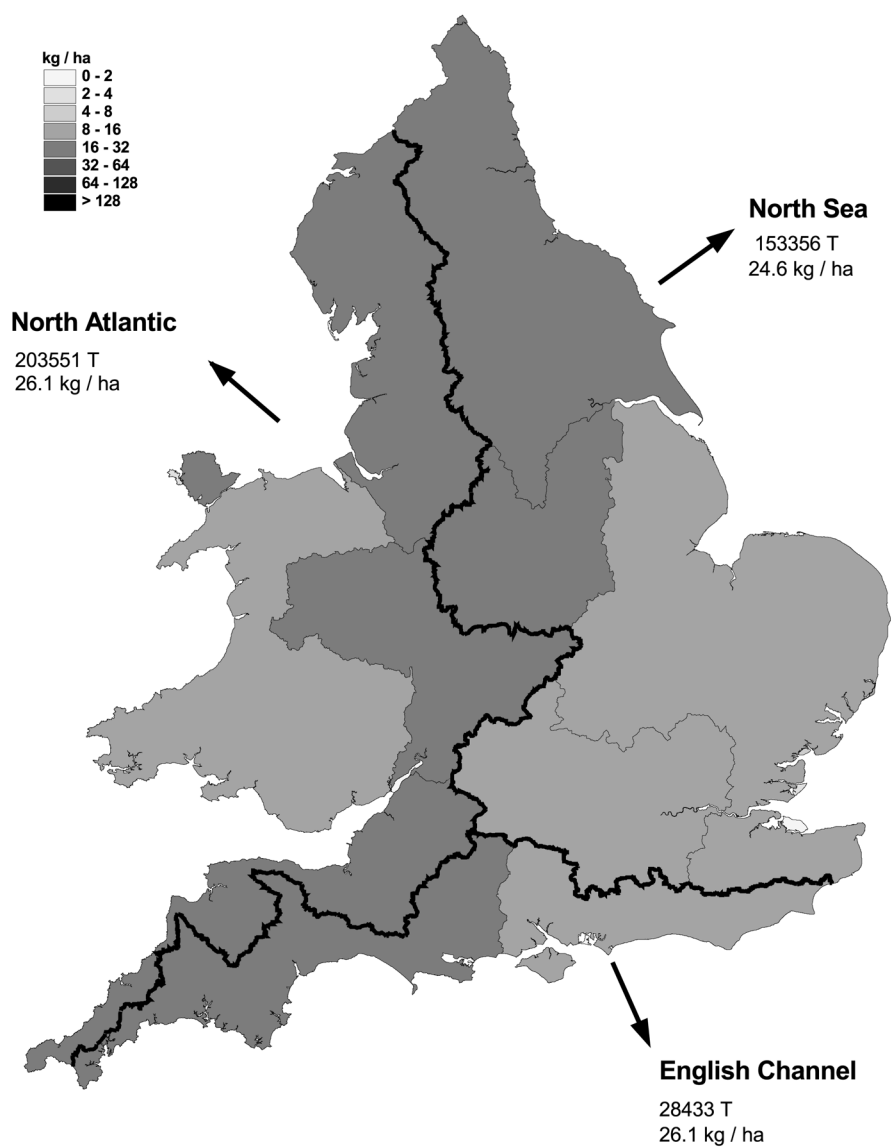 kg / ha
0 - 2
2 - 4
4 - 8
8 - 16
16 - 32
32 - 64
64 - 128
> 128
North Sea
153356 T
24.6 kg / ha
North Atlantic
203551 T
26.1 kg / ha
English Channel
28433 T
26.1 kg / ha